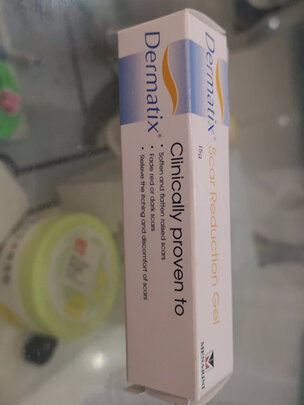 Dermatix® Scar Reduction Gel
15g
MENARINI
Dermatix®
Clinically proven to
• Soften and flatten raised scars
• Fade red or dark scars
• Relieve the itching and discomfort of scars